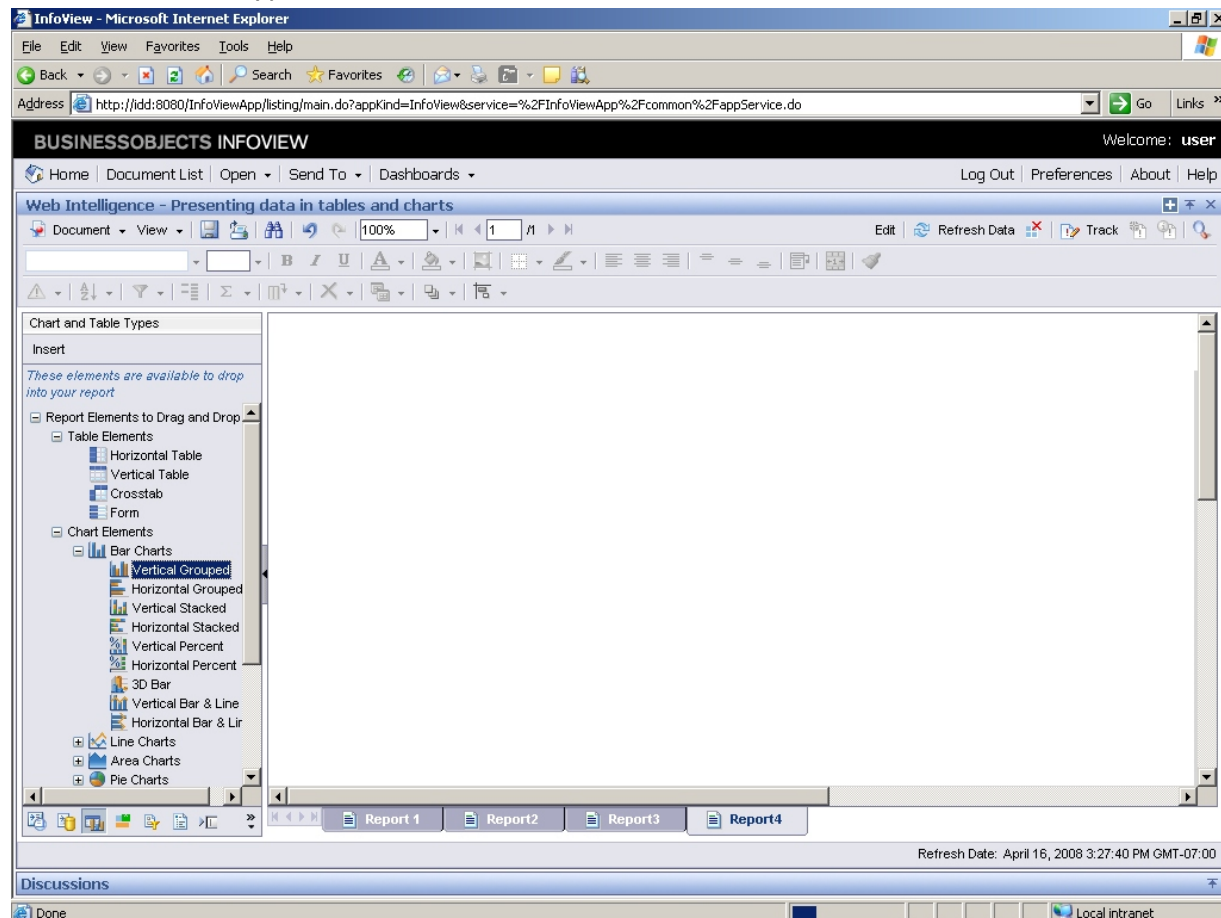 InfoView - Microsoft Internet Explorer
File Edit View Favorites Tools Help
Back Search Favorites
Address http://idd:8080/InfoViewApp/listing/main.do?appKind=InfoView&service=%2FInfoViewApp%2Fcommon%2FappService.do Go Links »
BUSINESSOBJECTS INFOVIEW Welcome: user
Home Document List Open Send To Dashboards Log Out Preferences About Help
Web Intelligence - Presenting data in tables and charts
Document View 100% 1 /1 Edit Refresh Data Track
B I U A
Chart and Table Types
Insert
These elements are available to drop
into your report
Report Elements to Drag and Drop
Table Elements
Horizontal Table
Vertical Table
Crosstab
Form
Chart Elements
Bar Charts
Vertical Grouped
Horizontal Grouped
Vertical Stacked
Horizontal Stacked
Vertical Percent
Horizontal Percent
3D Bar
Vertical Bar & Line
Horizontal Bar & Lir
Line Charts
Area Charts
Pie Charts
Report 1 Report2 Report3 Report4
Refresh Date: April 16, 2008 3:27:40 PM GMT-07:00
Discussions
Done Local intranet